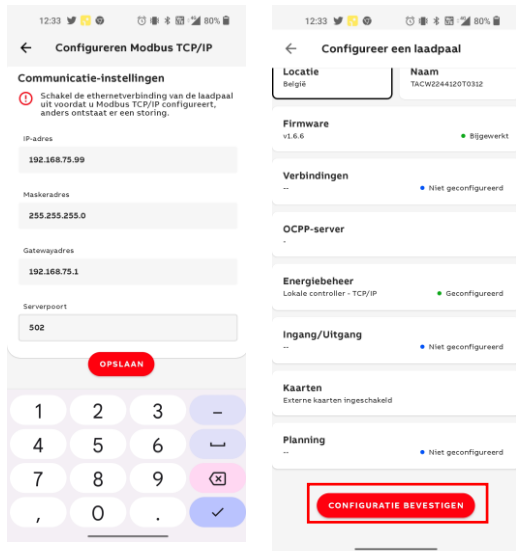 12:33 80%
Configureren Modbus TCP/IP
Communicatie-instellingen
Schakel de ethernetverbinding van de laadpaal
uit voordat u Modbus TCP/IP configureert,
anders ontstaat er een storing.
IP-adres
192.168.75.99
Maskeradres
255.255.255.0
Gatewayadres
192.168.75.1
Serverpoort
502
OPSLAAN
1 2 3 –
4 5 6
7 8 9
, 0 .
12:33 80%
Configureer een laadpaal
Locatie
België
Naam
TACW2244120T0312
Firmware
v1.6.6
Bijgewerkt
Verbindingen
--
Niet geconfigureerd
OCPP-server
-
Energiebeheer
Lokale controller - TCP/IP
Geconfigureerd
Ingang/Uitgang
--
Niet geconfigureerd
Kaarten
Externe kaarten ingeschakeld
Planning
--
Niet geconfigureerd
CONFIGURATIE BEVESTIGEN